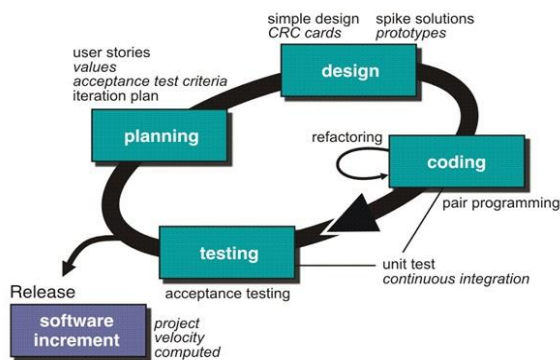 simple design
CRC cards
spike solutions
prototypes
design
user stories
values
acceptance test criteria
iteration plan
planning
refactoring
coding
pair programming
testing
unit test
continuous integration
acceptance testing
Release
software
increment
project
velocity
computed